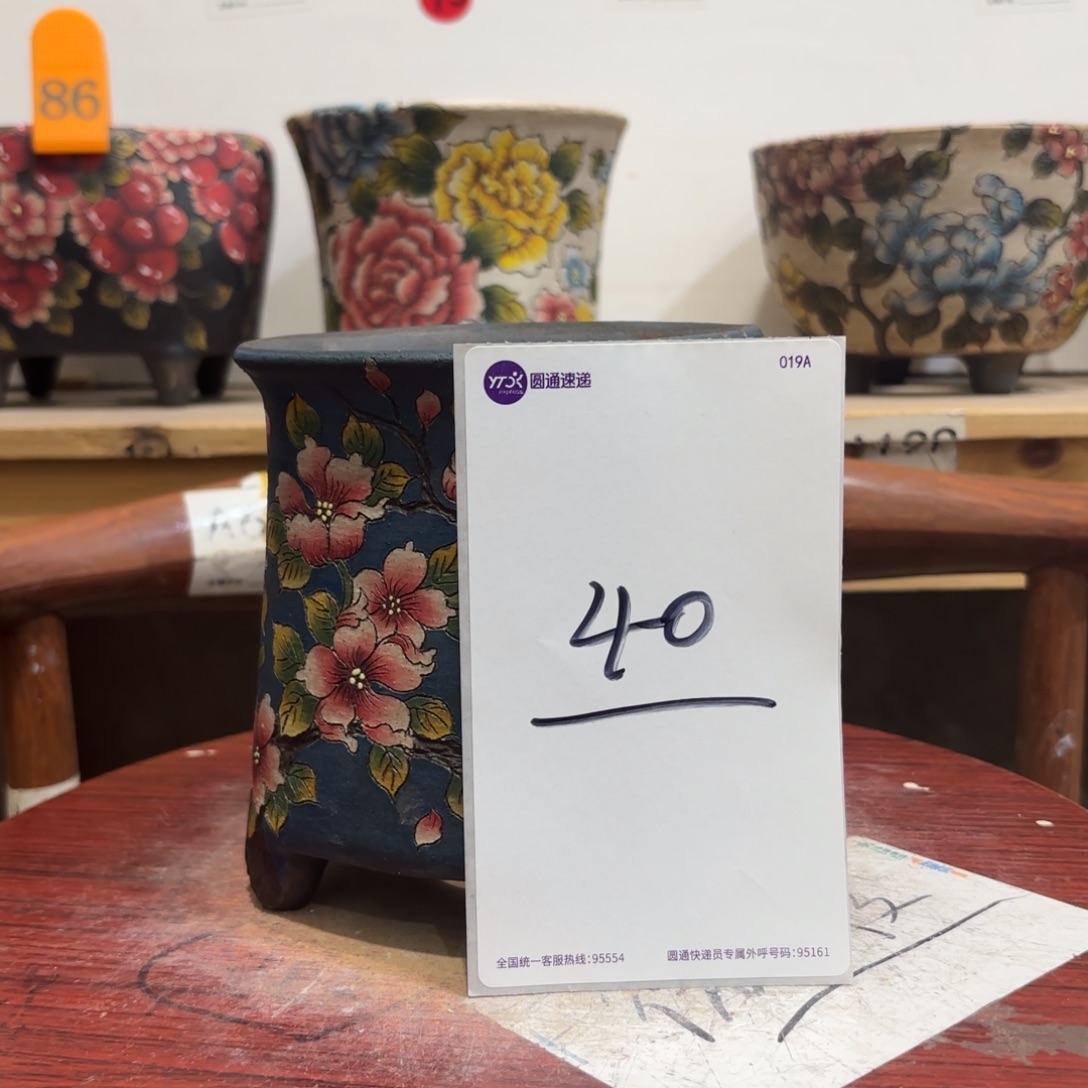 86
YTO 圆通速递
019A
40
全国统一客服热线:95554
圆通快递员专属外呼号码:95161